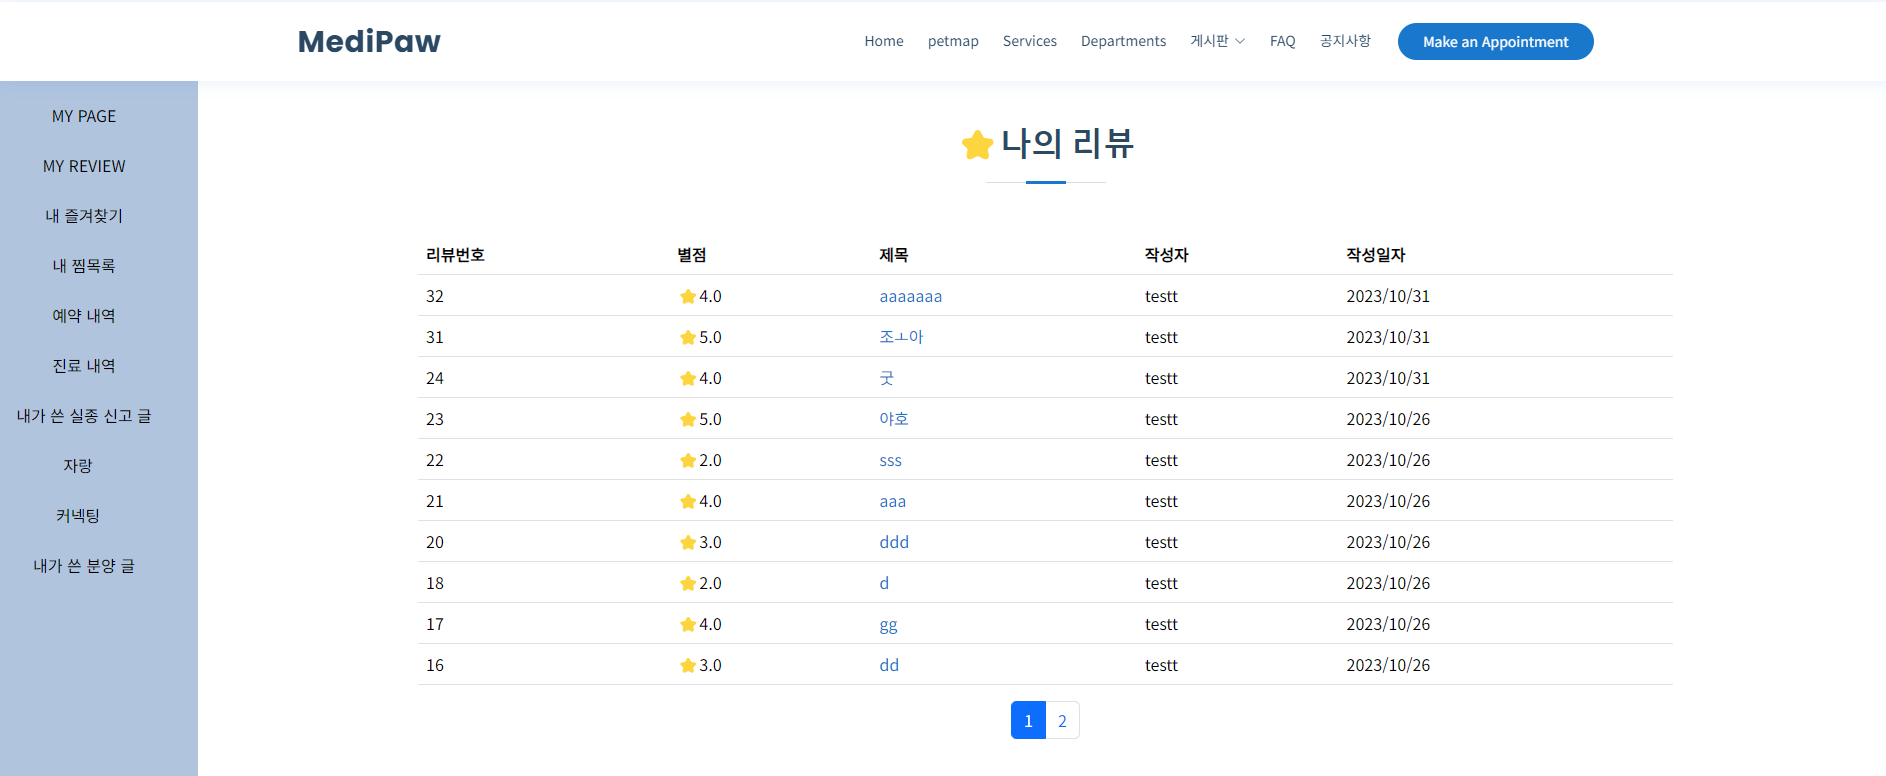 MediPaw
Home petmap Services Departments 게시판 FAQ 공지사항 Make an Appointment
MY PAGE
MY REVIEW
내 즐겨찾기
내 찜목록
예약 내역
진료 내역
내가 쓴 실종 신고 글
자랑
커넥팅
내가 쓴 분양 글
나의 리뷰
리뷰번호 별점 제목 작성자 작성일자
32 4.0 aaaaaaa testt 2023/10/31
31 5.0 조ㅗ아 testt 2023/10/31
24 4.0 굿 testt 2023/10/31
23 5.0 야호 testt 2023/10/26
22 2.0 sss testt 2023/10/26
21 4.0 aaa testt 2023/10/26
20 3.0 ddd testt 2023/10/26
18 2.0 d testt 2023/10/26
17 4.0 gg testt 2023/10/26
16 3.0 dd testt 2023/10/26
1 2